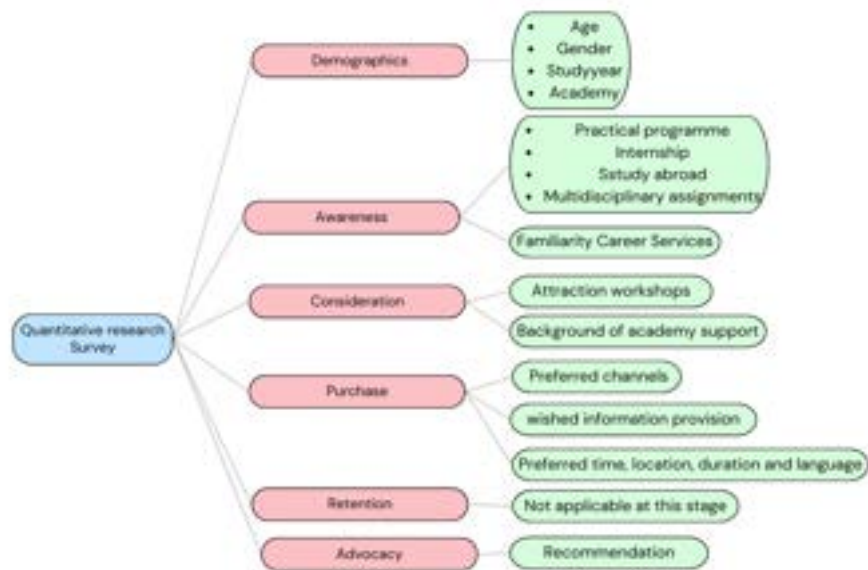 Demographics
• Age
• Gender
• Studyyear
• Academy
• Practical programme
• Internship
• Sstudy abroad
• Multidisciplinary assignments
Awareness
Familiarity Career Services
Consideration
Attraction workshops
Background of academy support
Quantitative research
Survey
Purchase
Preferred channels
wished information provision
Preferred time, location, duration and language
Retention
Not applicable at this stage
Advocacy
Recommendation